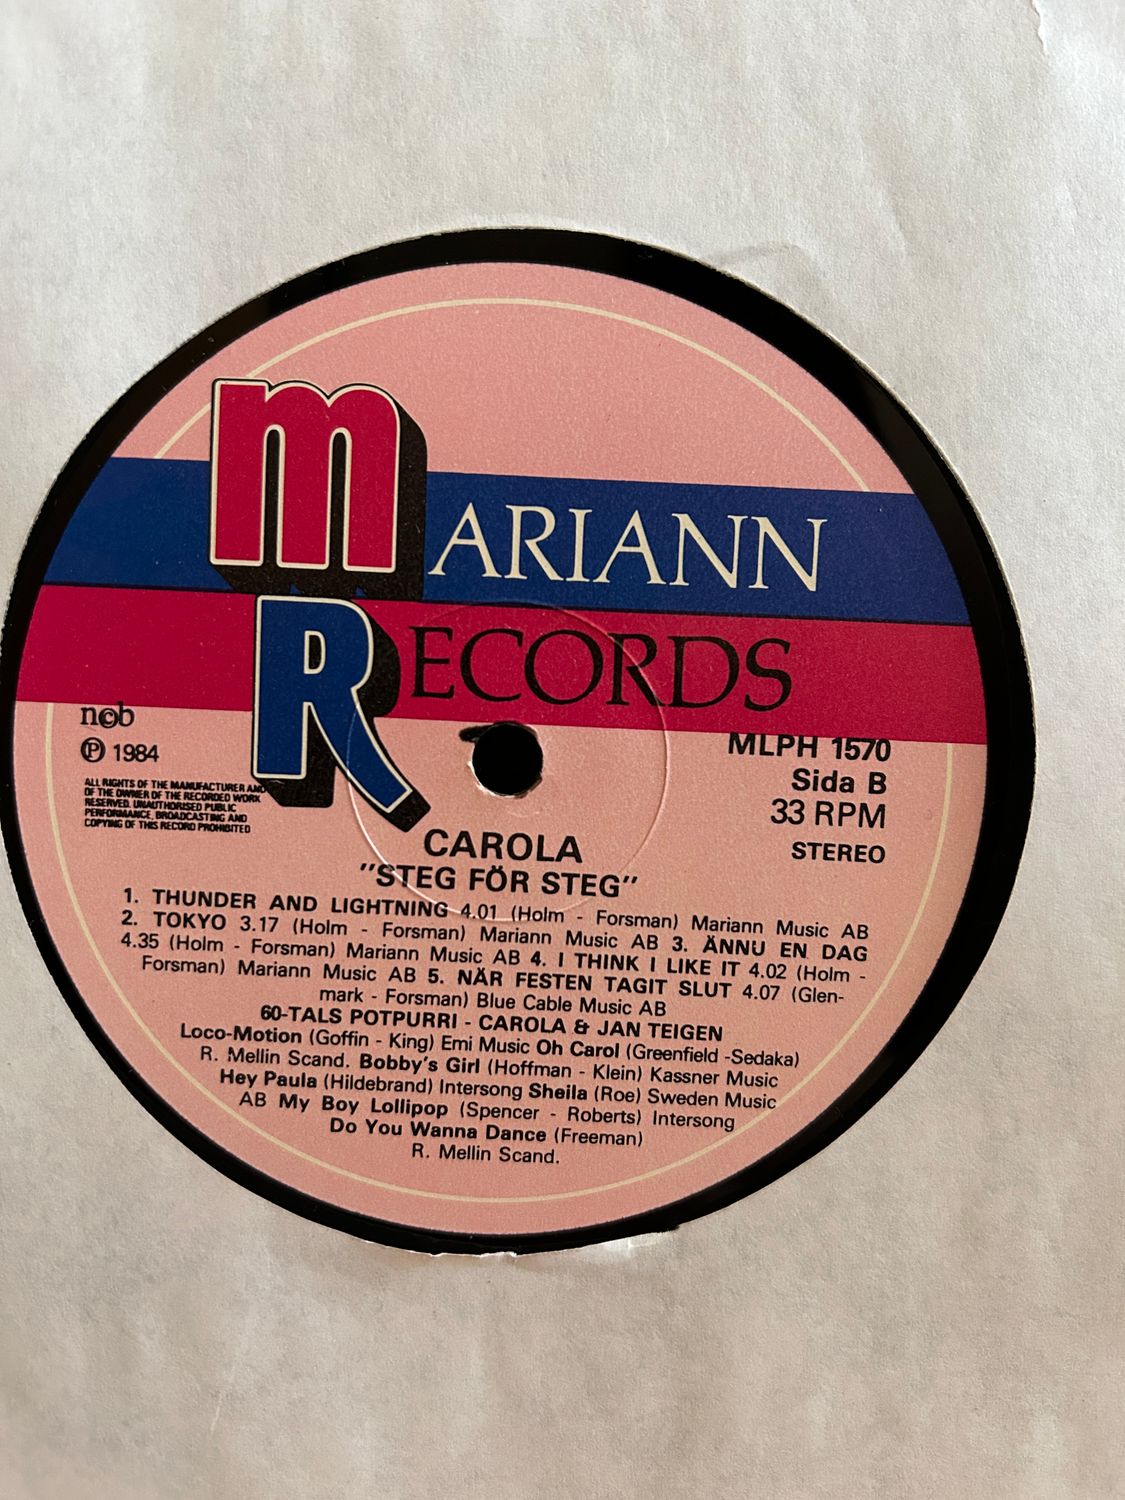 MARIANN
RECORDS
ncb
Ⓟ 1984
ALL RIGHTS OF THE MANUFACTURER AND
OF THE OWNER OF THE RECORDED WORK
RESERVED. UNAUTHORISED PUBLIC
PERFORMANCE, BROADCASTING AND
COPYING OF THIS RECORD PROHIBITED
MLPH 1570
Sida B
33 RPM
STEREO
CAROLA
"STEG FÖR STEG"
1. THUNDER AND LIGHTNING 4.01 (Holm - Forsman) Mariann Music AB
2. TOKYO 3.17 (Holm - Forsman) Mariann Music AB 3. ÄNNU EN DAG
4.35 (Holm - Forsman) Mariann Music AB 4. I THINK I LIKE IT 4.02 (Holm -
Forsman) Mariann Music AB 5. NÄR FESTEN TAGIT SLUT 4.07 (Glen-
mark - Forsman) Blue Cable Music AB
60-TALS POTPURRI - CAROLA & JAN TEIGEN
Loco-Motion (Goffin - King) Emi Music Oh Carol (Greenfield -Sedaka)
R. Mellin Scand. Bobby's Girl (Hoffman - Klein) Kassner Music
Hey Paula (Hildebrand) Intersong Sheila (Roe) Sweden Music
AB My Boy Lollipop (Spencer - Roberts) Intersong
Do You Wanna Dance (Freeman)
R. Mellin Scand.